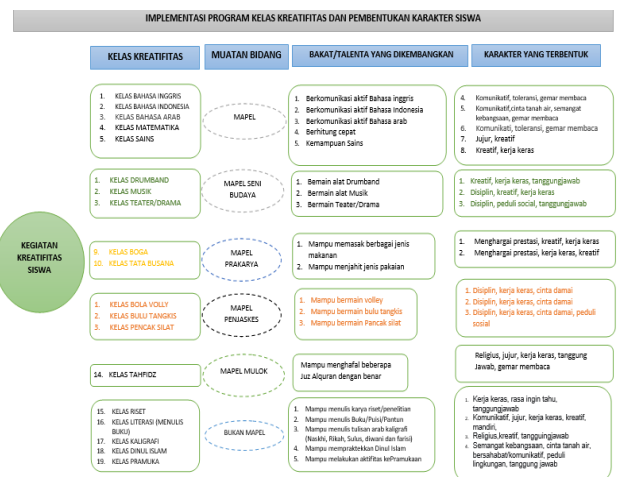 IMPLEMENTASI PROGRAM KELAS KREATIFITAS DAN PEMBENTUKAN KARAKTER SISWA
KELAS KREATIFITAS
MUATAN BIDANG
BAKAT/TALENTA YANG DIKEMBANGKAN
KARAKTER YANG TERBENTUK
KEGIATAN
KREATIFITAS
SISWA
1. KELAS BAHASA INGGRIS
2. KELAS BAHASA INDONESIA
3. KELAS BAHASA ARAB
4. KELAS MATEMATIKA
5. KELAS SAINS
MAPEL
1. Berkomunikasi aktif Bahasa inggris
2. Berkomunikasi aktif Bahasa Indonesia
3. Berkomunikasi aktif Bahasa arab
4. Berhitung cepat
5. Kemampuan Sains
4. Komunikatif, toleransi, gemar membaca
5. Komunikatif,cinta tanah air, semangat
kebangsaan, gemar membaca
6. Komunikati, toleransi, gemar membaca
7. Jujur, kreatif
8. Kreatif, kerja keras
1. KELAS DRUMBAND
2. KELAS MUSIK
3. KELAS TEATER/DRAMA
MAPEL SENI
BUDAYA
1. Bemain alat Drumband
2. Bermain alat Musik
3. Bermain Teater/Drama
1. Kreatif, kerja keras, tanggungjawab
2. Disiplin, kreatif, kerja keras
3. Disiplin, peduli social, tanggungjawab
9. KELAS BOGA
10. KELAS TATA BUSANA
MAPEL
PRAKARYA
1. Mampu memasak berbagai jenis
makanan
2. Mampu menjahit jenis pakaian
1. Menghargai prestasi, kreatif, kerja keras
2. Menghargai prestasi, kerja keras, kreatif
1. KELAS BOLA VOLLY
2. KELAS BULU TANGKIS
3. KELAS PENCAK SILAT
MAPEL
PENJASKES
1. Mampu bermain volley
2. Mampu bermain bulu tangkis
3. Mampu bermain Pancak silat
1. Disiplin, kerja keras, cinta damai
2. Disiplin, kerja keras, cinta damai
3. Disiplin, kerja keras, cinta damai, peduli
sosial
14. KELAS TAHFIDZ
MAPEL MULOK
Mampu menghafal beberapa
Juz Alquran dengan benar
Religius, jujur, kerja keras, tanggung
Jawab, gemar membaca
15. KELAS RISET
16. KELAS LITERASI (MENULIS
BUKU)
17. KELAS KALIGRAFI
18. KELAS DINUL ISLAM
19. KELAS PRAMUKA
BUKAN MAPEL
1. Mampu menulis karya riset/penelitian
2. Mampu menulis Buku/Puisi/Pantun
3. Mampu menulis tulisan arab kaligrafi
(Naskhi, Rikah, Sulus, diwani dan farisi)
4. Mampu mempraktekkan Dinul Islam
5. Mampu melakukan aktifitas kePramukaan
1. Kerja keras, rasa ingin tahu,
tanggungjawab
2. Komunikatif, jujur, kerja keras, kreatif,
mandiri,
3. Religius,kreatif, tangguingjawab
4. Semangat kebangsaan, cinta tanah air,
bersahabat/komunikatif, peduli
lingkungan, tanggung jawab